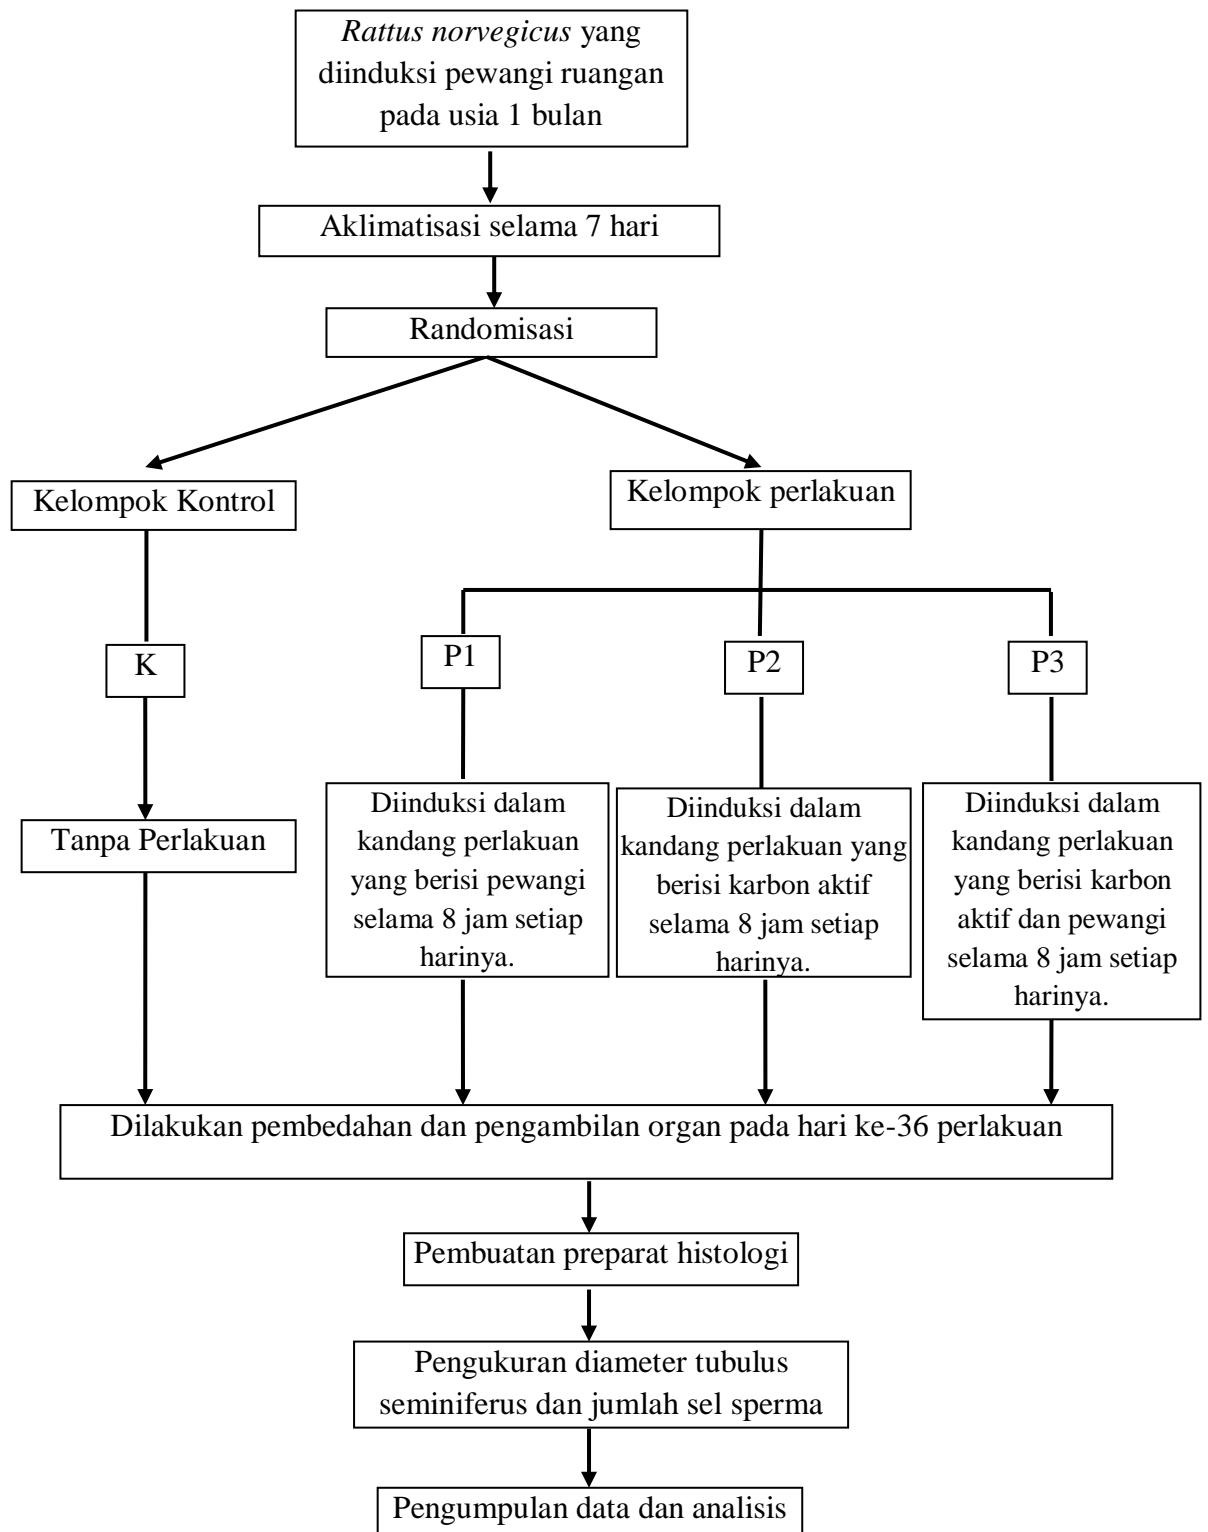 Rattus norvegicus yang
diinduksi pewangi ruangan
pada usia 1 bulan
Aklimatisasi selama 7 hari
Randomisasi
Kelompok Kontrol
Kelompok perlakuan
K
P1
P2
P3
Tanpa Perlakuan
Diinduksi dalam
kandang perlakuan
yang berisi pewangi
selama 8 jam setiap
harinya.
Diinduksi dalam
kandang perlakuan yang
berisi karbon aktif
selama 8 jam setiap
harinya.
Diinduksi dalam
kandang perlakuan
yang berisi karbon
aktif dan pewangi
selama 8 jam setiap
harinya.
Dilakukan pembedahan dan pengambilan organ pada hari ke-36 perlakuan
Pembuatan preparat histologi
Pengukuran diameter tubulus
seminiferus dan jumlah sel sperma
Pengumpulan data dan analisis